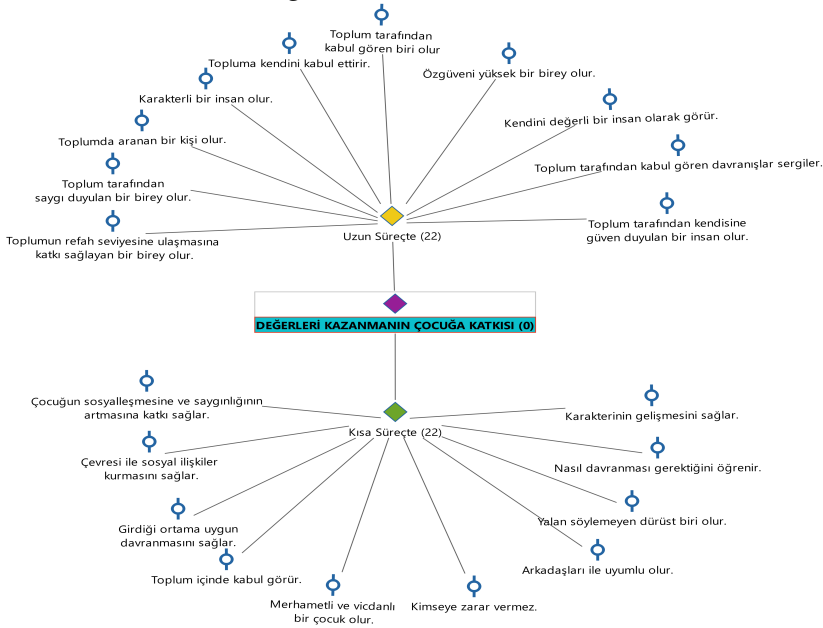 Toplum tarafından
kabul gören biri olur
Topluma kendini kabul ettirir.
Özgüveni yüksek bir birey olur.
Karakterli bir insan olur.
Kendini değerli bir insan olarak görür.
Toplumda aranan bir kişi olur.
Toplum tarafından kabul gören davranışlar sergiler.
Toplum tarafından
saygı duyulan bir birey olur.
Toplum tarafından kendisine
güven duyulan bir insan olur.
Toplumun refah seviyesine ulaşmasına
katkı sağlayan bir birey olur.
Uzun Süreçte (22)
DEĞERLERİ KAZANMANIN ÇOCUĞA KATKISI (0)
Kısa Süreçte (22)
Çocuğun sosyalleşmesine ve saygınlığının
artmasına katkı sağlar.
Karakterinin gelişmesini sağlar.
Çevresi ile sosyal ilişkiler
kurmasını sağlar.
Nasıl davranması gerektiğini öğrenir.
Girdiği ortama uygun
davranmasını sağlar.
Yalan söylemeyen dürüst biri olur.
Toplum içinde kabul görür.
Arkadaşları ile uyumlu olur.
Merhametli ve vicdanlı
bir çocuk olur.
Kimseye zarar vermez.